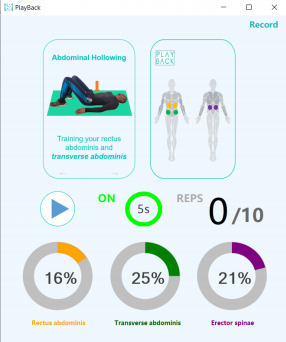 PlayBack
Record
Abdominal Hollowing
PLAY
BACK
Training your rectus
abdominis and
transverse abdominis
ON
5s
REPS
0/10
16%
25%
21%
Rectus abdominis
Transverse abdominis
Erector spinae